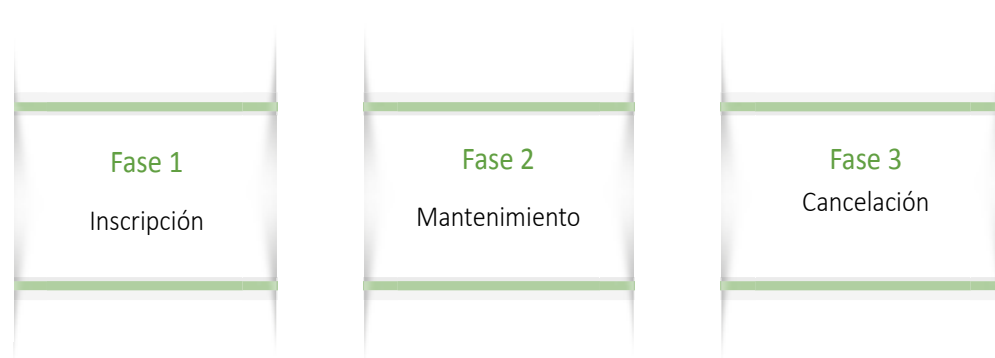 Fase 1
Inscripción
Fase 2
Mantenimiento
Fase 3
Cancelación